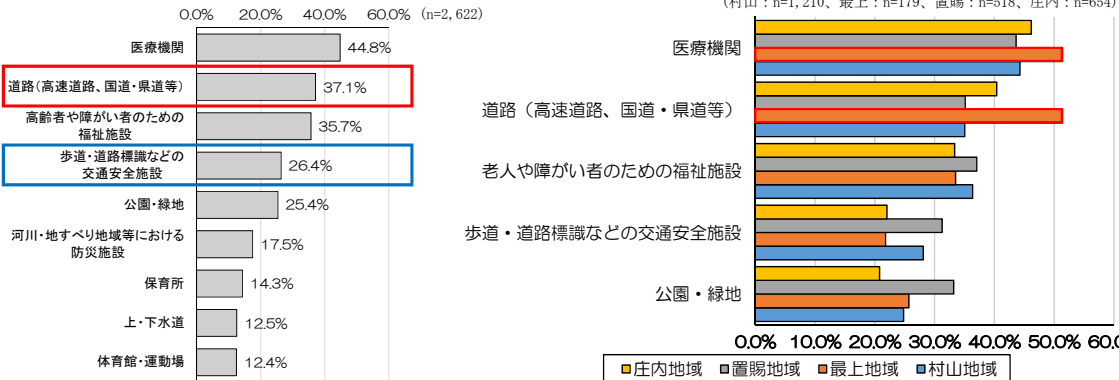 0.0% 20.0% 40.0% 60.0% (n=2,622)
医療機関 44.8%
道路(高速道路、国道・県道等) 37.1%
高齢者や障がい者のための
福祉施設 35.7%
歩道・道路標識などの
交通安全施設 26.4%
公園・緑地 25.4%
河川・地すべり地域等における
防災施設 17.5%
保育所 14.3%
上・下水道 12.5%
体育館・運動場 12.4%
(村山：n=1,210、最上：n=179、置賜：n=518、庄内：n=654)
医療機関
道路（高速道路、国道・県道等）
老人や障がい者のための福祉施設
歩道・道路標識などの交通安全施設
公園・緑地
0.0% 10.0% 20.0% 30.0% 40.0% 50.0% 60.0
庄内地域 置賜地域 最上地域 村山地域